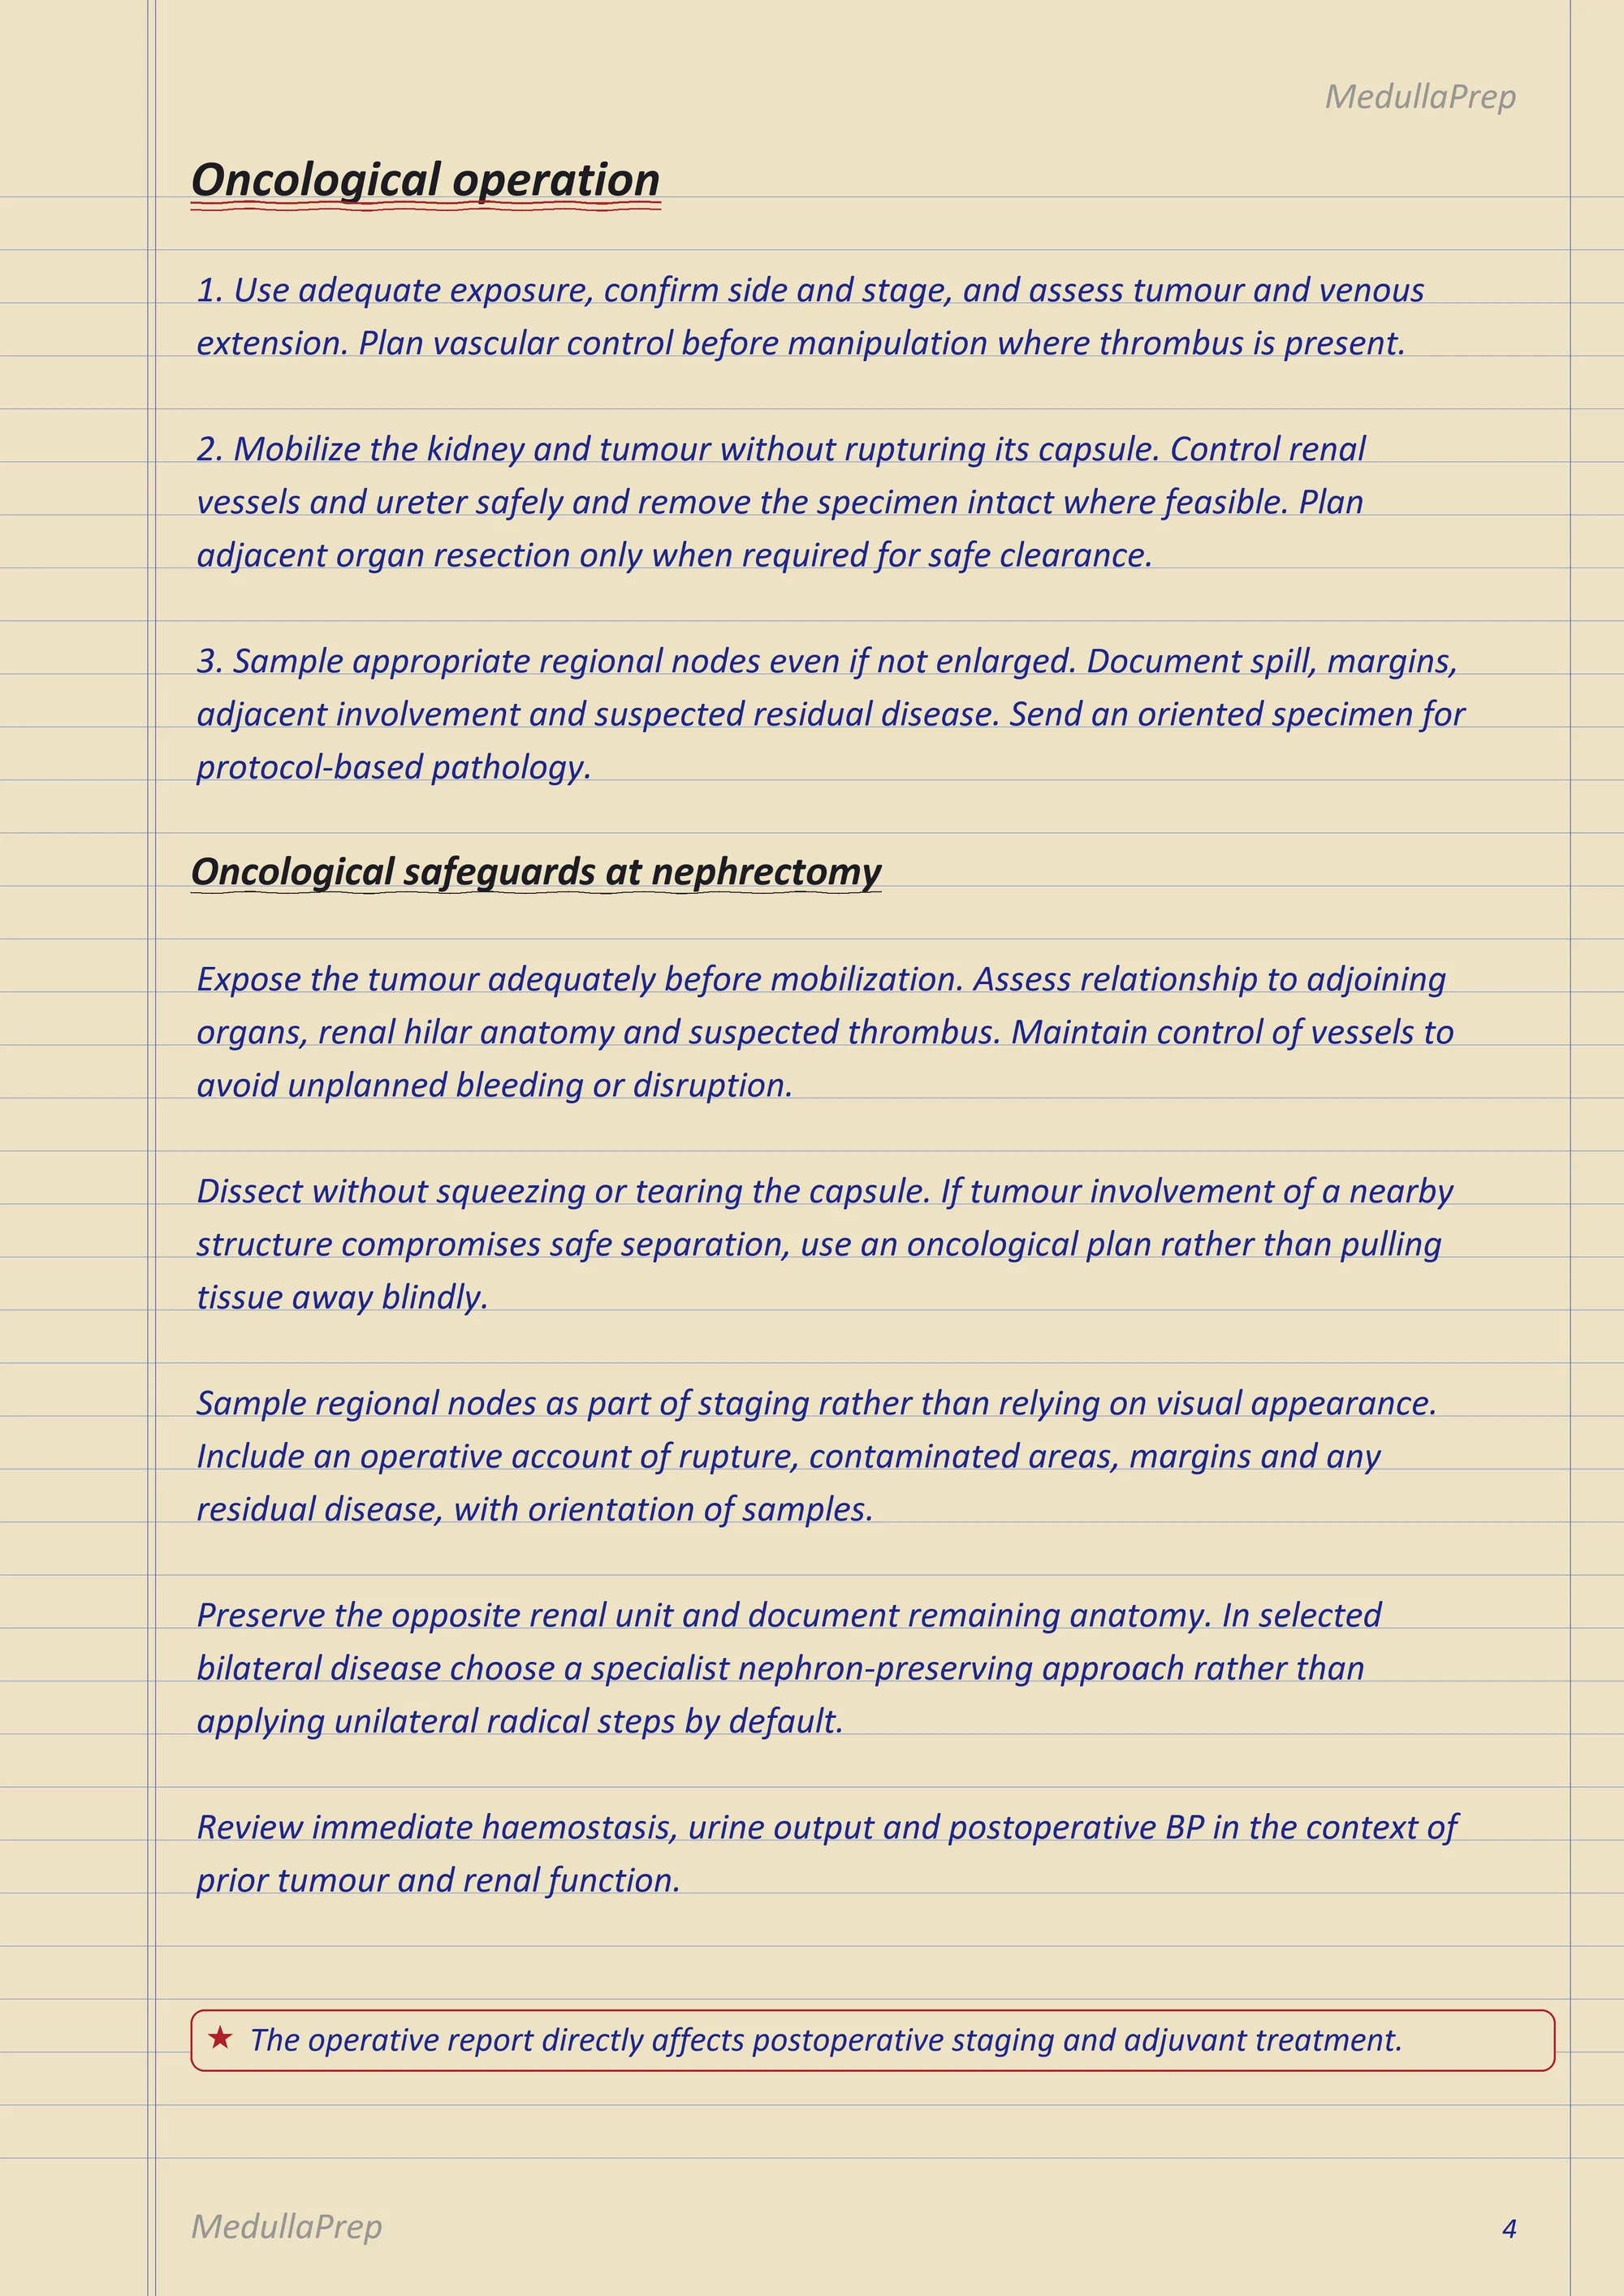 MedullaPrep
Oncological operation
1. Use adequate exposure, confirm side and stage, and assess tumour and venous
extension. Plan vascular control before manipulation where thrombus is present.
2. Mobilize the kidney and tumour without rupturing its capsule. Control renal
vessels and ureter safely and remove the specimen intact where feasible. Plan
adjacent organ resection only when required for safe clearance.
3. Sample appropriate regional nodes even if not enlarged. Document spill, margins,
adjacent involvement and suspected residual disease. Send an oriented specimen for
protocol-based pathology.
Oncological safeguards at nephrectomy
Expose the tumour adequately before mobilization. Assess relationship to adjoining
organs, renal hilar anatomy and suspected thrombus. Maintain control of vessels to
avoid unplanned bleeding or disruption.
Dissect without squeezing or tearing the capsule. If tumour involvement of a nearby
structure compromises safe separation, use an oncological plan rather than pulling
tissue away blindly.
Sample regional nodes as part of staging rather than relying on visual appearance.
Include an operative account of rupture, contaminated areas, margins and any
residual disease, with orientation of samples.
Preserve the opposite renal unit and document remaining anatomy. In selected
bilateral disease choose a specialist nephron-preserving approach rather than
applying unilateral radical steps by default.
Review immediate haemostasis, urine output and postoperative BP in the context of
prior tumour and renal function.
★ The operative report directly affects postoperative staging and adjuvant treatment.
MedullaPrep
4